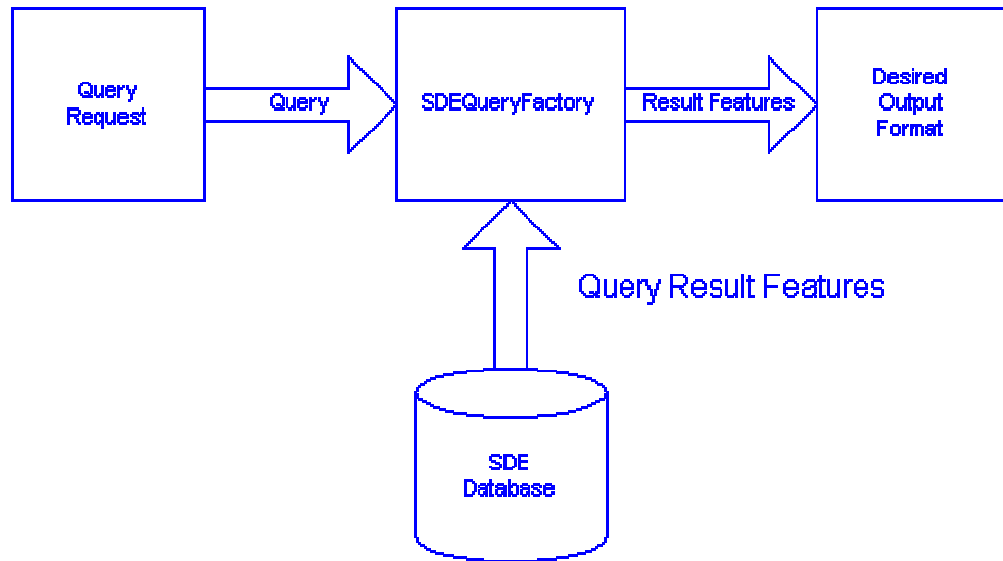 Query
Request
Query
SDEQueryFactory
Result Features
Desired
Output
Format
Query Result Features
SDE
Database